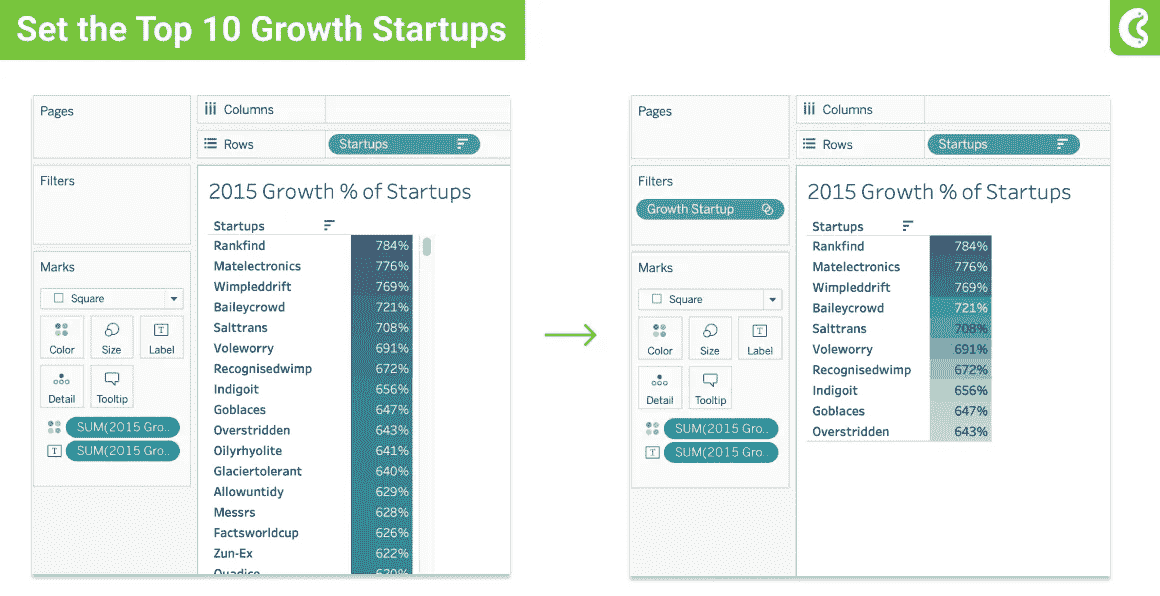 Set the Top 10 Growth Startups
Pages
Columns
Rows
Startups
Filters
2015 Growth % of Startups
Startups
Rankfind 784%
Matelectronics 776%
Wimpleddrift 769%
Baileycrowd 721%
Salttrans 708%
Voleworry 691%
Recognisedwimp 672%
Indigoit 656%
Goblaces 647%
Overstridden 643%
Oilyrhyolite 641%
Glaciertolerant 640%
Allowuntidy 629%
Messrs 628%
Factsworldcup 626%
Zun-Ex 622%
Quadice 620%
Marks
Square
Color
Size
Label
Detail
Tooltip
SUM(2015 Gro..
T SUM(2015 Gro..
Pages
Columns
Rows
Startups
Filters
Growth Startup
2015 Growth % of Startups
Startups
Rankfind 784%
Matelectronics 776%
Wimpleddrift 769%
Baileycrowd 721%
Salttrans 708%
Voleworry 691%
Recognisedwimp 672%
Indigoit 656%
Goblaces 647%
Overstridden 643%
Marks
Square
Color
Size
Label
Detail
Tooltip
SUM(2015 Gro..
T SUM(2015 Gro..